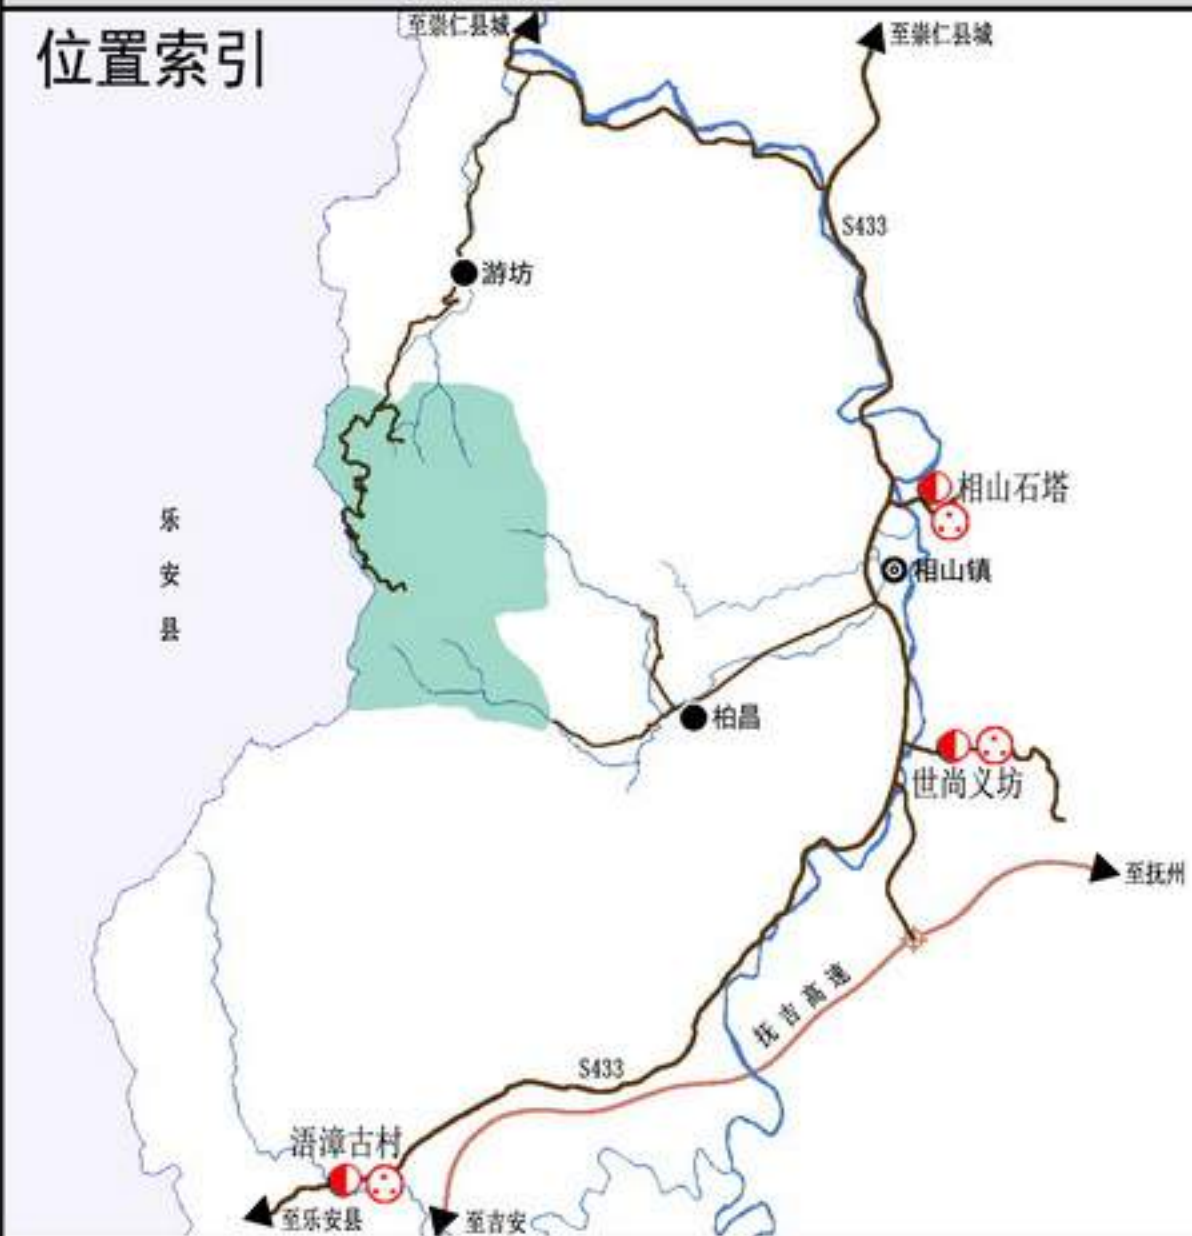 至崇仁县城
至崇仁县城
位置索引
S433
游坊
相山石塔
乐安县
相山镇
柏昌
世尚义坊
至抚州
抚吉高速
S433
浯漳古村
至乐安县
至吉安